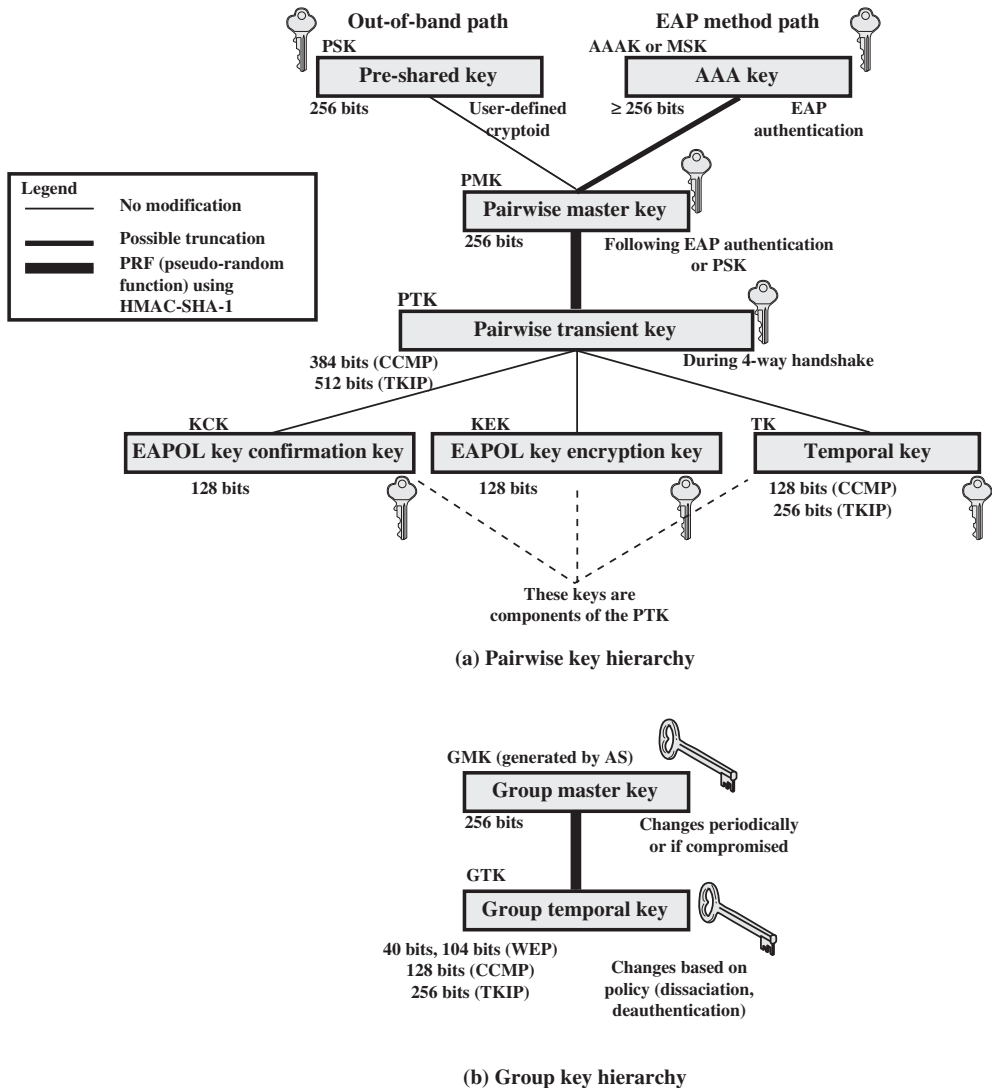 Out-of-band path
EAP method path
PSK
AAAK or MSK
Pre-shared key
AAA key
256 bits
User-defined
cryptoid
≥ 256 bits
EAP
authentication
Legend
No modification
Possible truncation
PRF (pseudo-random
function) using
HMAC-SHA-1
PMK
Pairwise master key
256 bits
Following EAP authentication
or PSK
PTK
Pairwise transient key
384 bits (CCMP)
512 bits (TKIP)
During 4-way handshake
KCK
KEK
TK
EAPOL key confirmation key
EAPOL key encryption key
Temporal key
128 bits
128 bits
128 bits (CCMP)
256 bits (TKIP)
These keys are
components of the PTK
(a) Pairwise key hierarchy
GMK (generated by AS)
Group master key
256 bits
Changes periodically
or if compromised
GTK
Group temporal key
40 bits, 104 bits (WEP)
128 bits (CCMP)
256 bits (TKIP)
Changes based on
policy (dissaciation,
deauthentication)
(b) Group key hierarchy